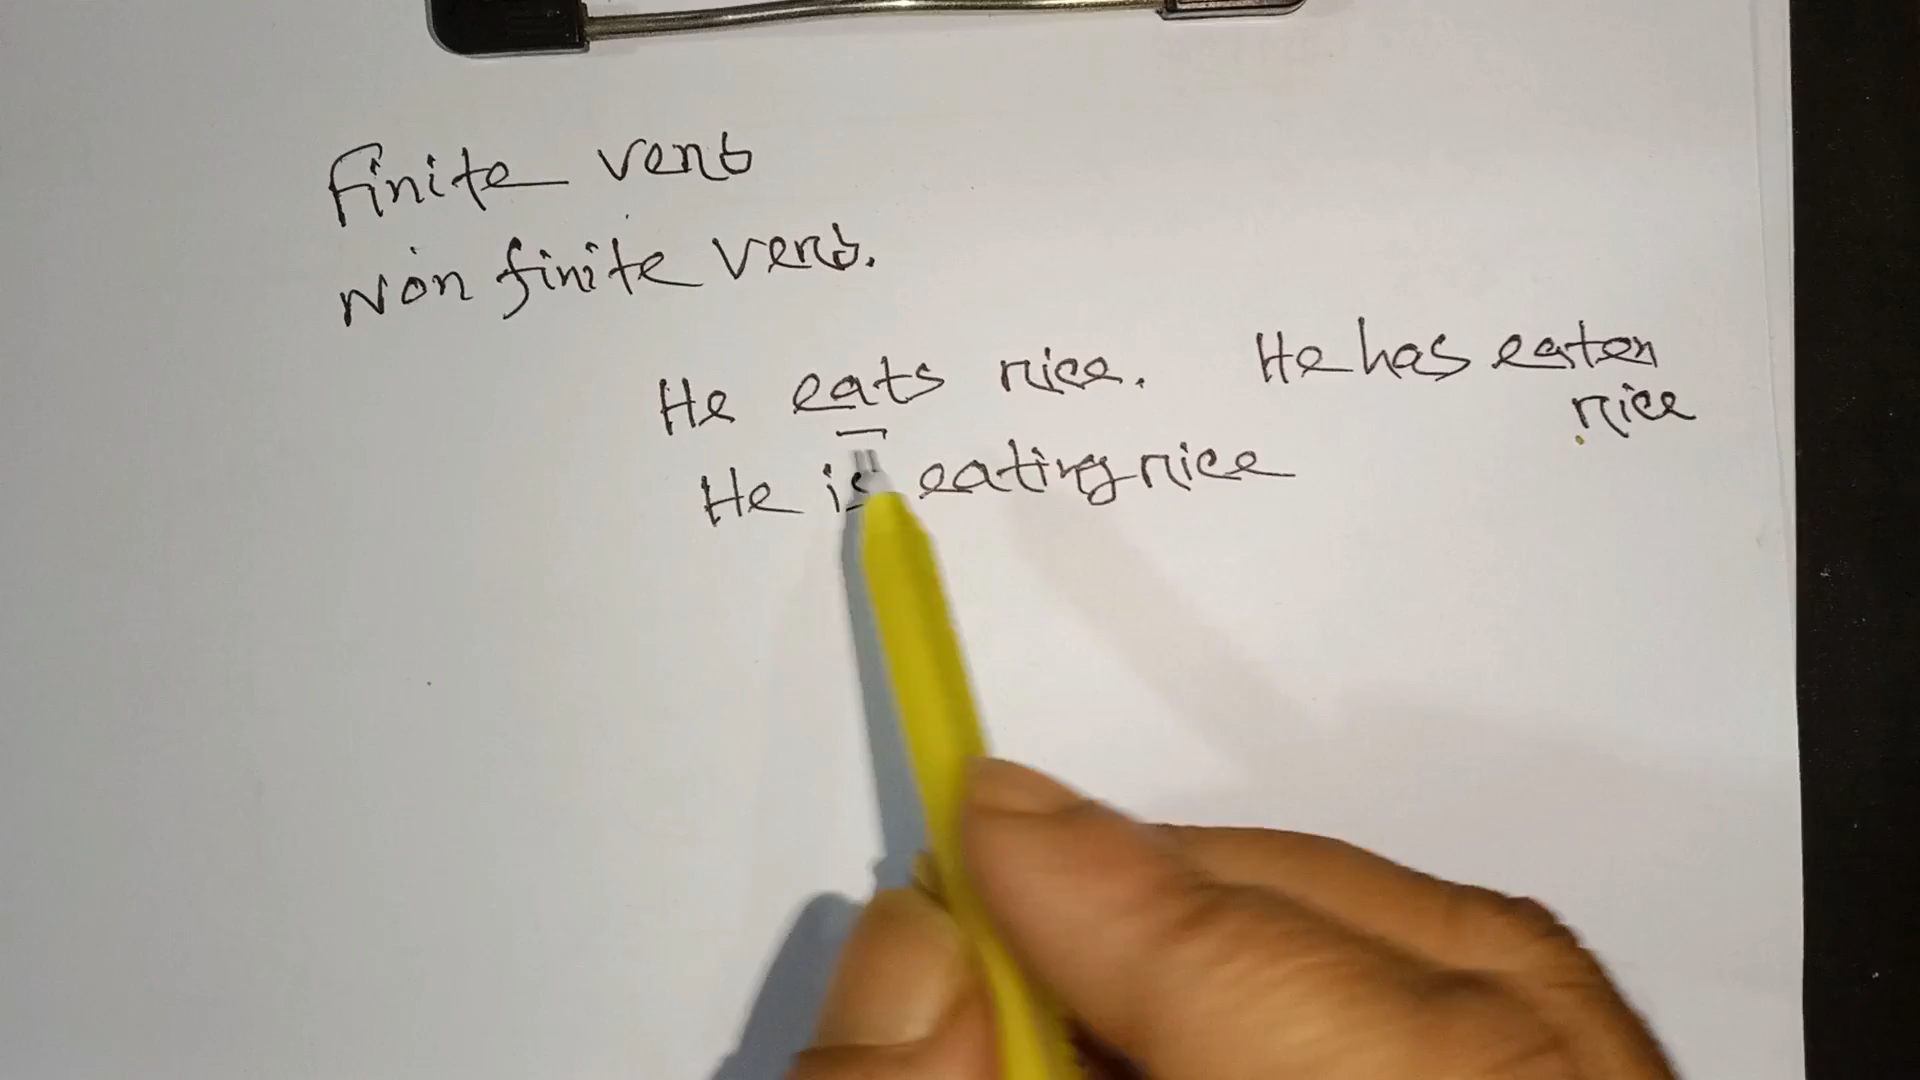 Finite verb
Non finite verb.
He eats rice.
He has eaten
rice
He is eating rice